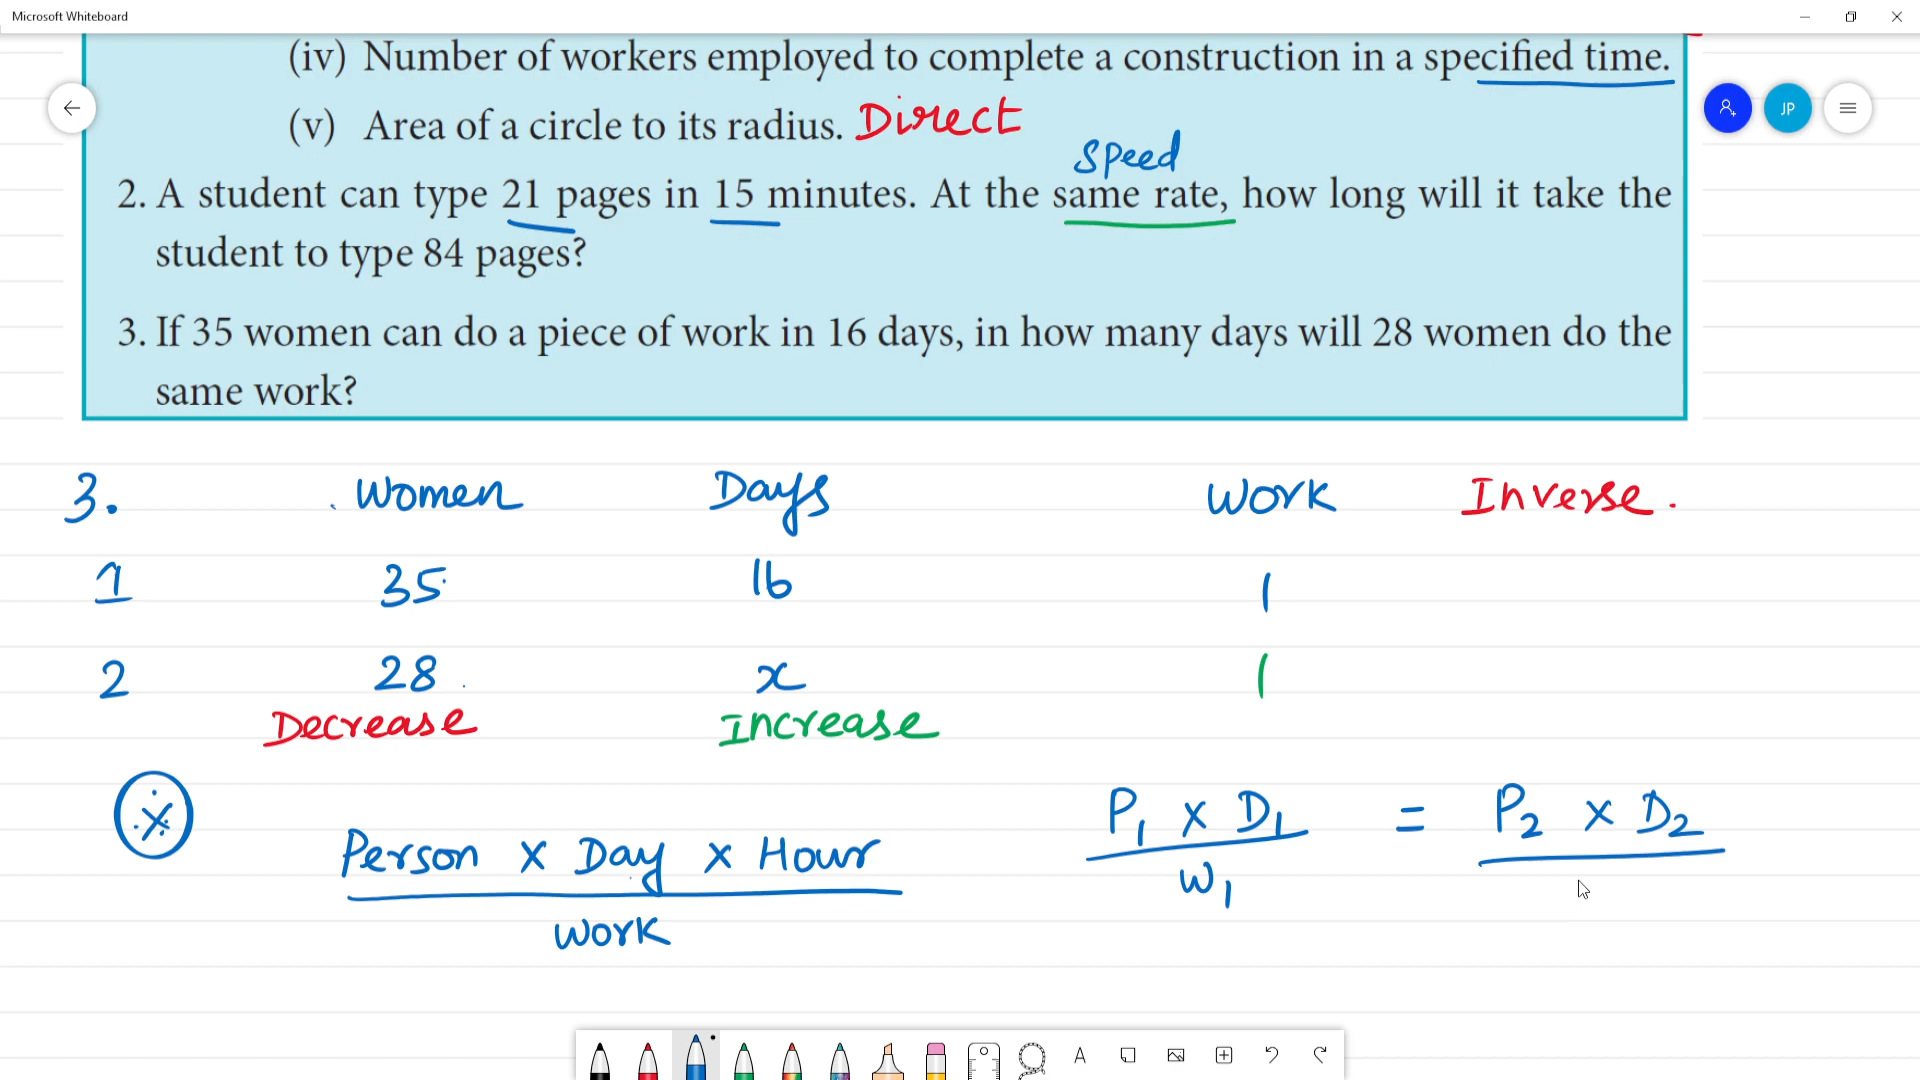 Microsoft Whiteboard
(iv) Number of workers employed to complete a construction in a specified time.
(v) Area of a circle to its radius. Direct
JP
Speed
2. A student can type 21 pages in 15 minutes. At the same rate, how long will it take the
student to type 84 pages?
3. If 35 women can do a piece of work in 16 days, in how many days will 28 women do the
same work?
3. Women Days Work Inverse.
1 35 16 1
2 28 x 1
Decrease Increase
Person x Day x Hour
Work
P1 x D1 = P2 x D2
W1